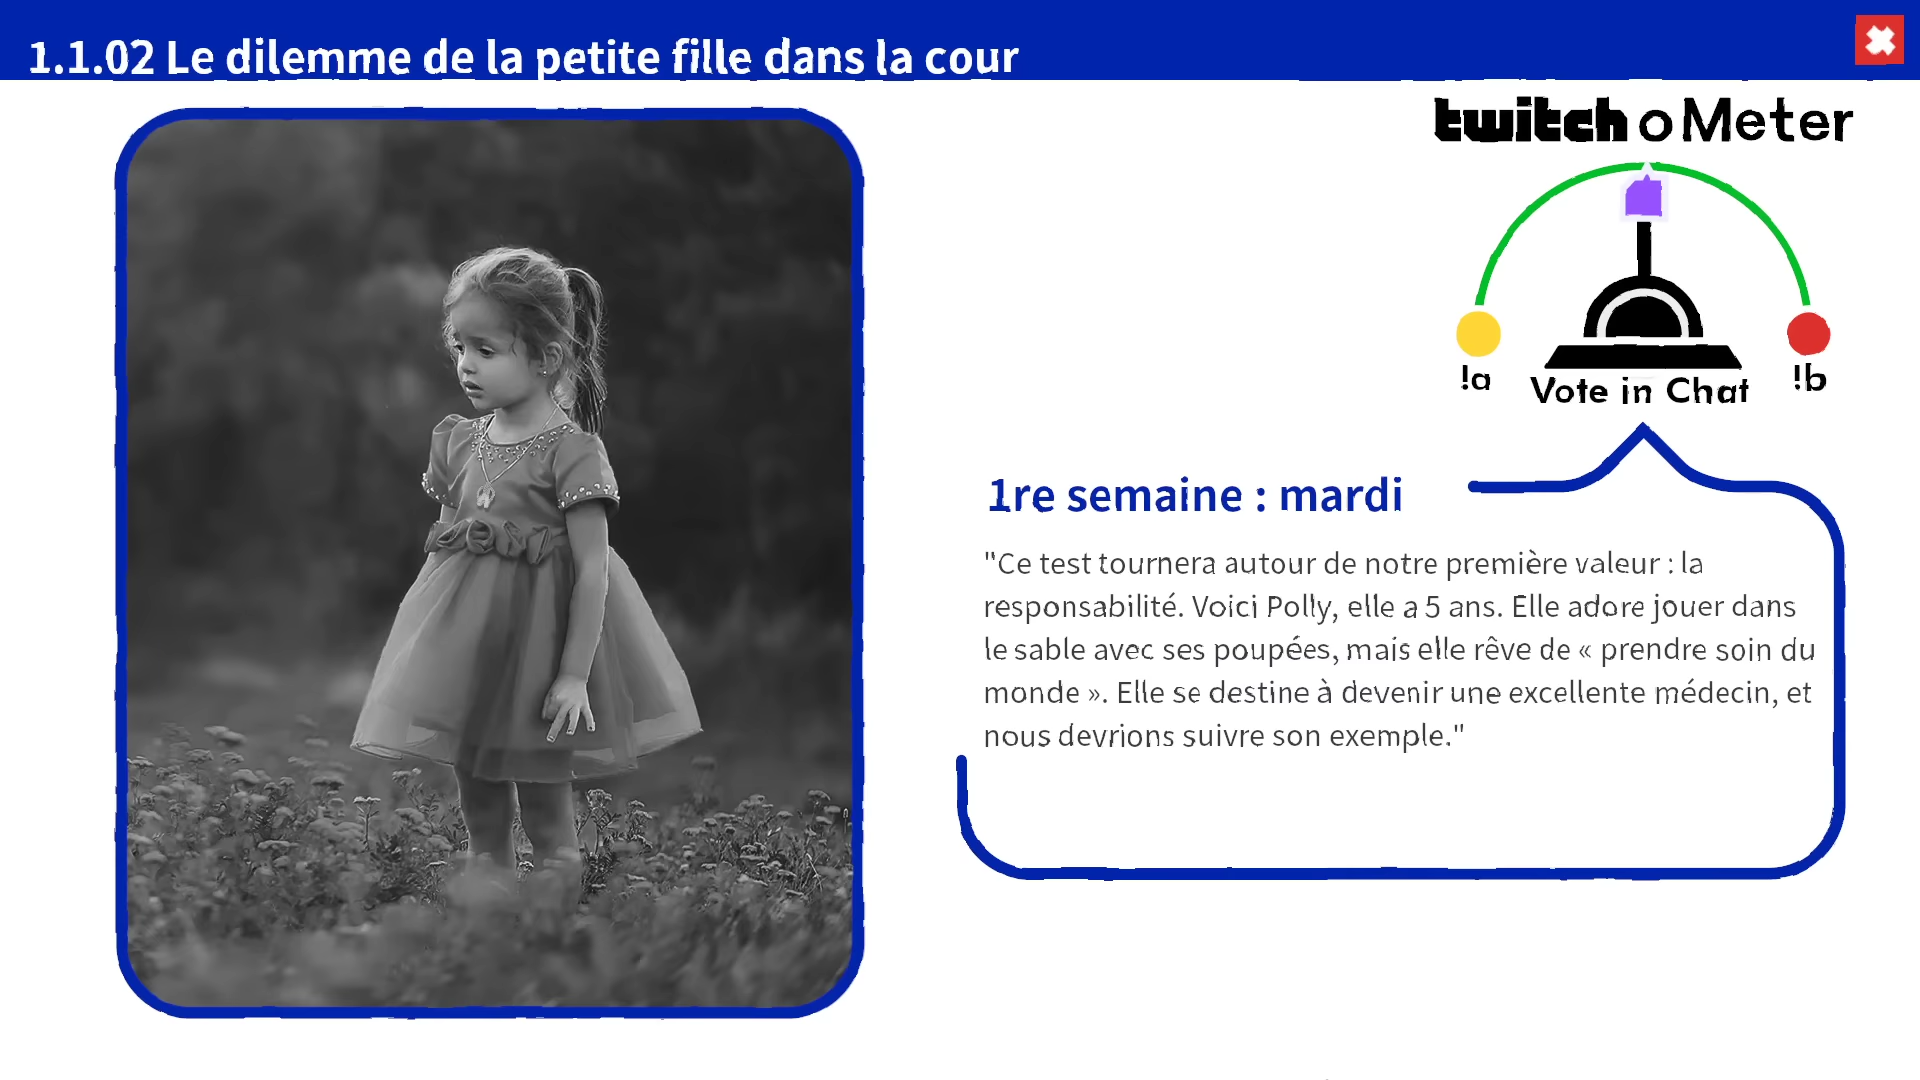 1.1.02 Le dilemme de la petite fille dans la cour
twitch o Meter
!a
Vote in Chat
!b
1re semaine : mardi
"Ce test tournera autour de notre première valeur : la
responsabilité. Voici Polly, elle a 5 ans. Elle adore jouer dans
le sable avec ses poupées, mais elle rêve de « prendre soin du
monde ». Elle se destine à devenir une excellente médecin, et
nous devrions suivre son exemple."